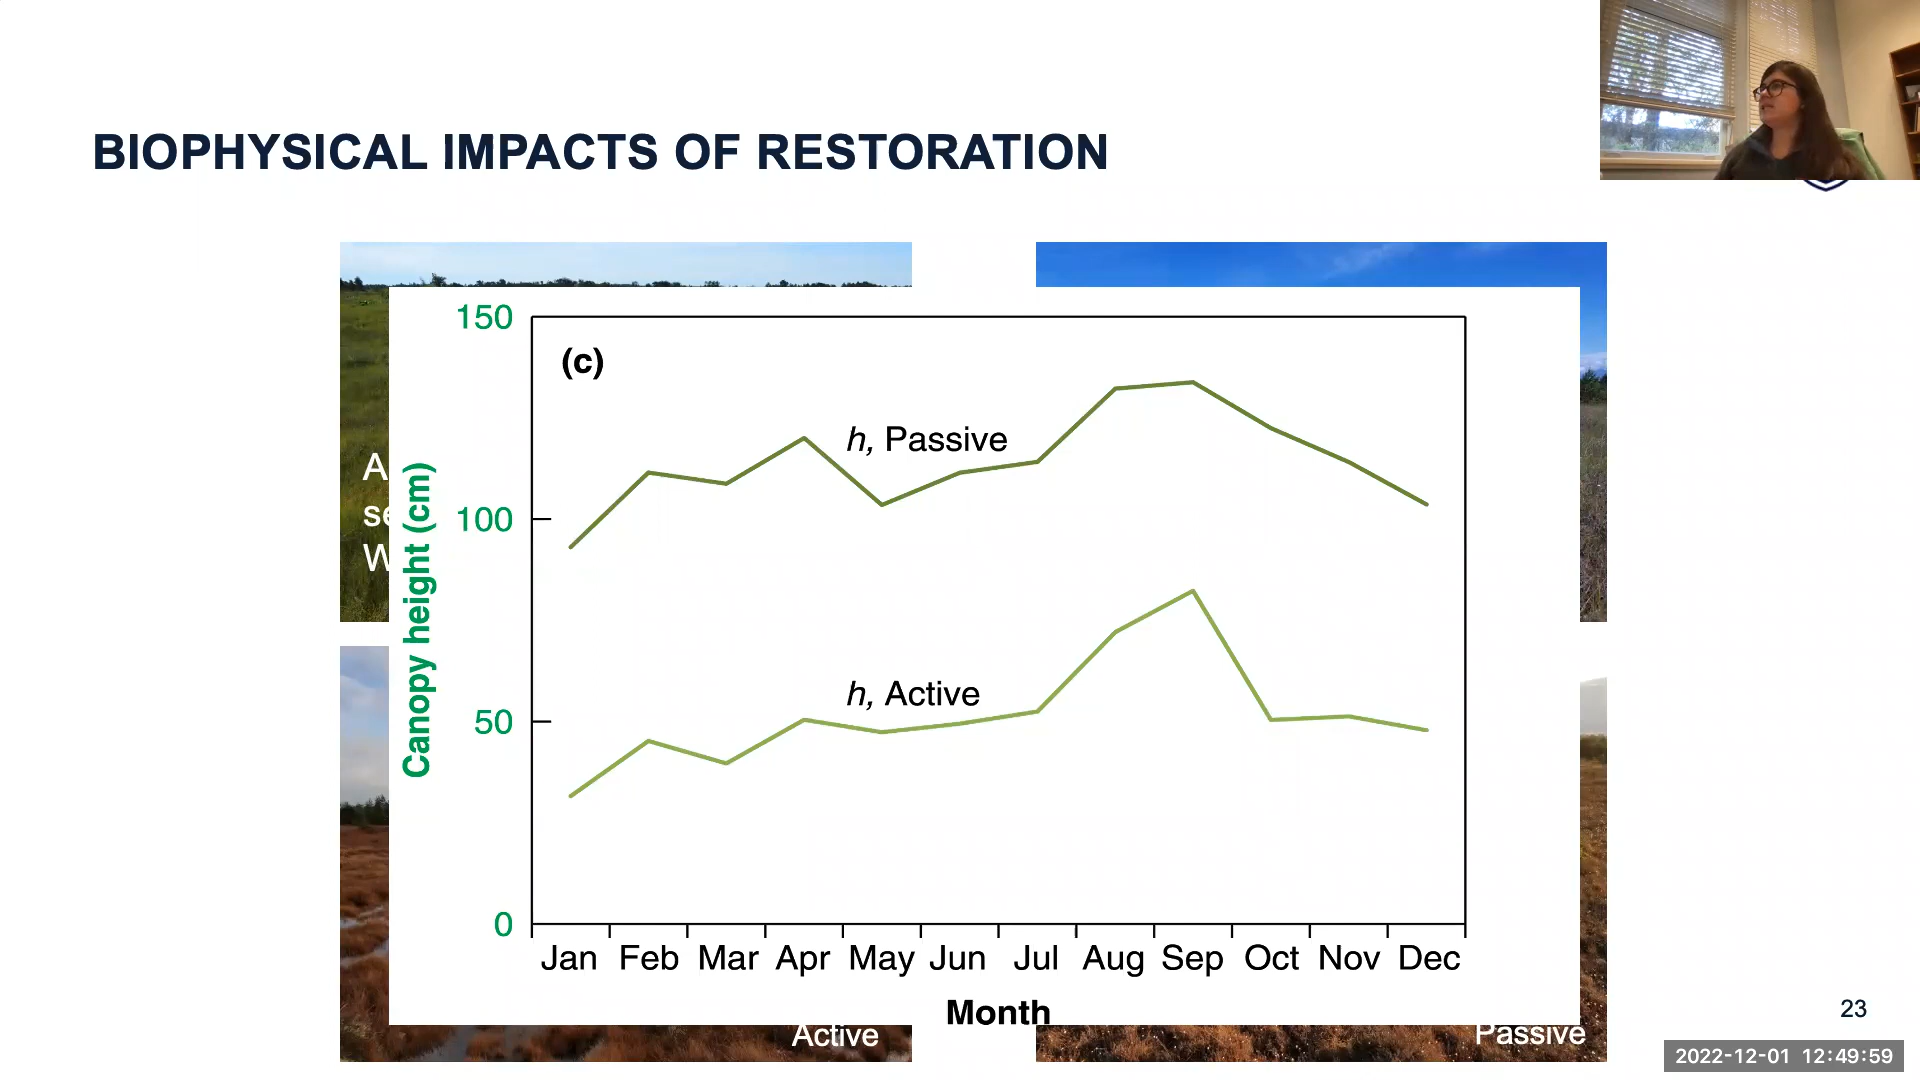 BIOPHYSICAL IMPACTS OF RESTORATION
(c)
h, Passive
h, Active
Canopy height (cm)
150
100
50
0
Jan Feb Mar Apr May Jun Jul Aug Sep Oct Nov Dec
Month
A
se
W
Active
Passive
23
2022-12-01 12:49:59